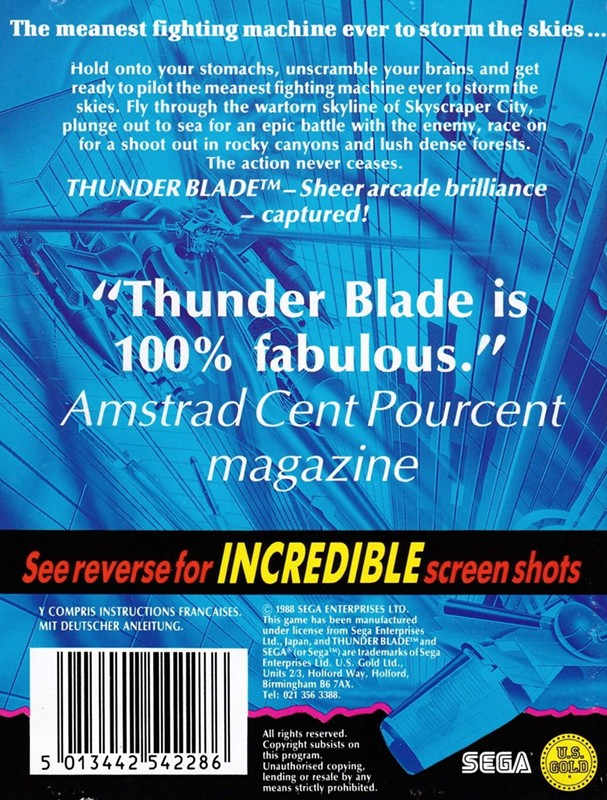 The meanest fighting machine ever to storm the skies...
Hold onto your stomachs, unscramble your brains and get
ready to pilot the meanest fighting machine ever to storm the
skies. Fly through the wartorn skyline of Skyscraper City,
plunge out to sea for an epic battle with the enemy, race on
for a shoot out in rocky canyons and lush dense forests.
The action never ceases.
THUNDER BLADE™ – Sheer arcade brilliance
– captured!
“Thunder Blade is
100% fabulous.”
Amstrad Cent Pourcent
magazine
See reverse for INCREDIBLE screen shots
Y COMPRIS INSTRUCTIONS FRANÇAISES.
MIT DEUTSCHER ANLEITUNG.
5 013442 542286
© 1988 SEGA ENTERPRISES LTD.
This game has been manufactured
under license from Sega Enterprises
Ltd., Japan, and THUNDER BLADE™ and
SEGA® (or Sega™) are trademarks of Sega
Enterprises Ltd. U.S. Gold Ltd.,
Units 2/3, Holford Way, Holford,
Birmingham B6 7AX.
Tel: 021 356 3388.
All rights reserved.
Copyright subsists on
this program.
Unauthorised copying,
lending or resale by any
means strictly prohibited.
SEGA
U.S.
GOLD